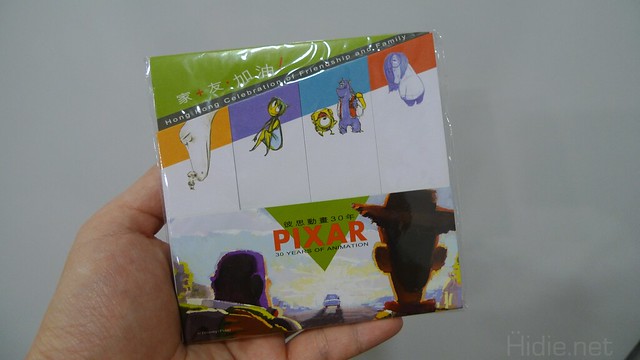 家+友:加油!
Hong Kong Celebration of Friendship and Family
彼思動畫30年
PIXAR
30 YEARS OF ANIMATION
Hidie.net